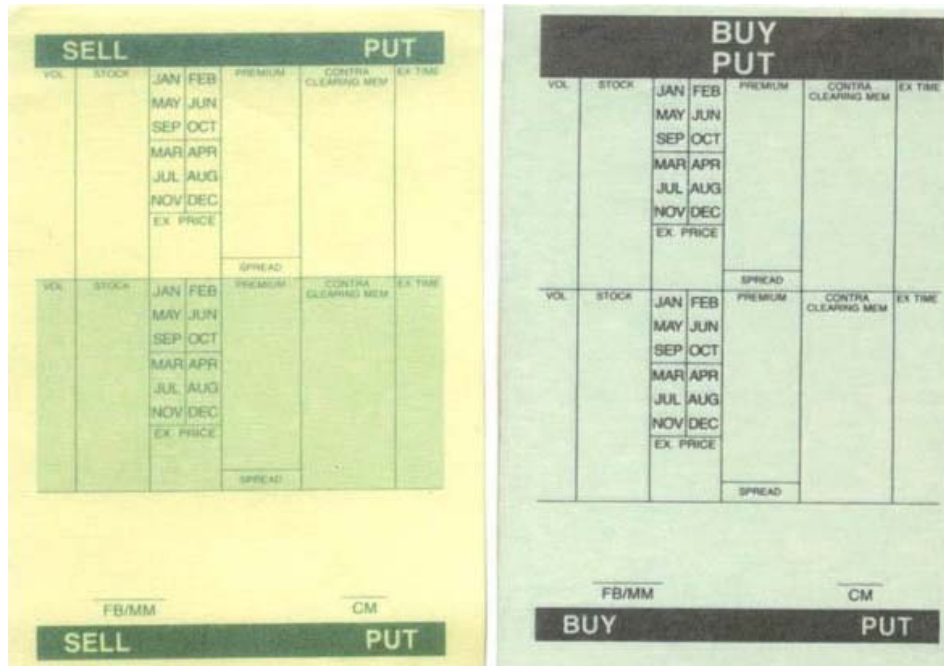 SELL PUT
VOL STOCK JAN FEB PREMIUM CONTRA CLEARING MEM EX TIME
MAY JUN
SEP OCT
MAR APR
JUL AUG
NOV DEC
EX. PRICE
SPREAD
VOL STOCK JAN FEB PREMIUM CONTRA CLEARING MEM EX TIME
MAY JUN
SEP OCT
MAR APR
JUL AUG
NOV DEC
EX. PRICE
SPREAD
FB/MM CM
SELL PUT
BUY
PUT
VOL STOCK JAN FEB PREMIUM CONTRA CLEARING MEM EX TIME
MAY JUN
SEP OCT
MAR APR
JUL AUG
NOV DEC
EX. PRICE
SPREAD
VOL STOCK JAN FEB PREMIUM CONTRA CLEARING MEM EX TIME
MAY JUN
SEP OCT
MAR APR
JUL AUG
NOV DEC
EX. PRICE
SPREAD
FB/MM CM
BUY PUT